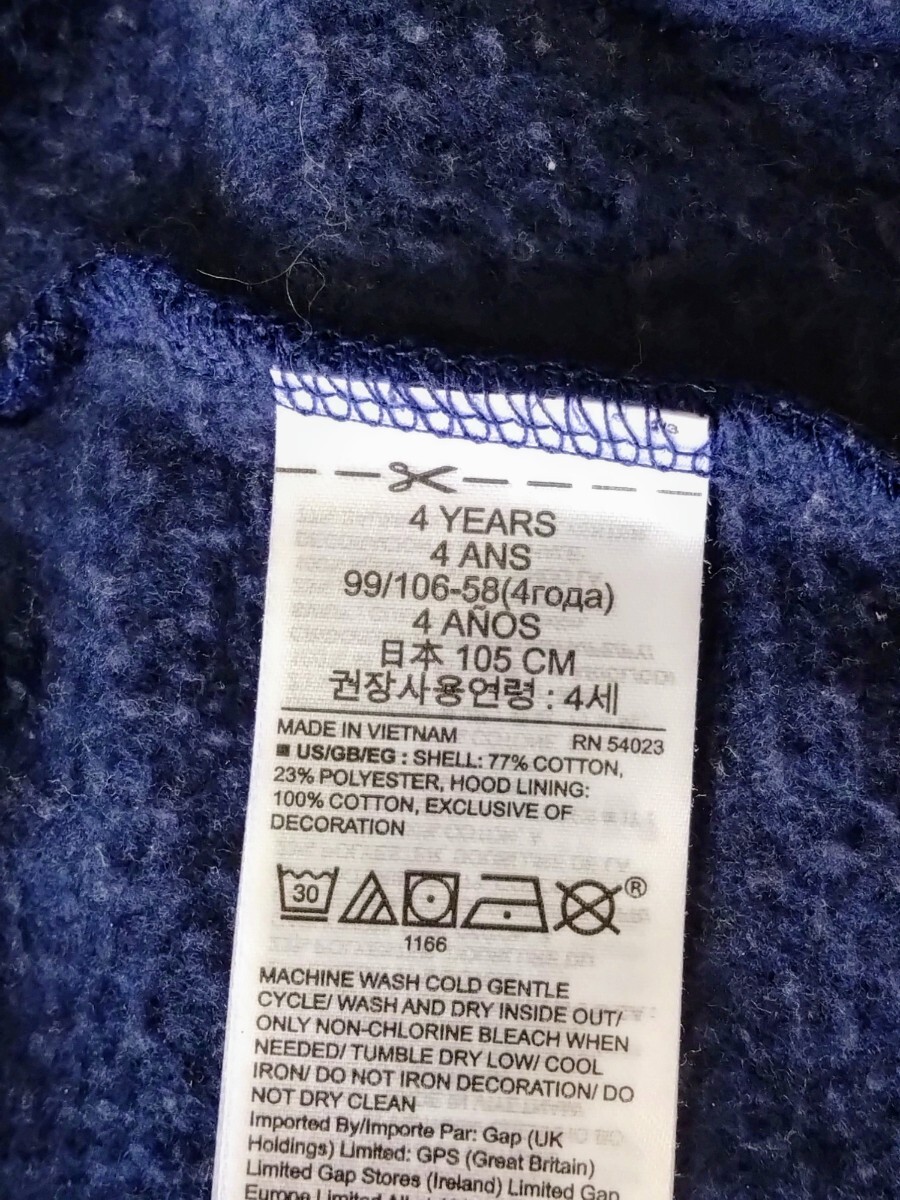 4 YEARS
4 ANS
99/106-58(4года)
4 AÑOS
日本 105 CM
권장사용연령 : 4세
MADE IN VIETNAM RN 54023
■ US/GB/EG : SHELL: 77% COTTON,
23% POLYESTER, HOOD LINING:
100% COTTON, EXCLUSIVE OF
DECORATION
30 ®
1166
MACHINE WASH COLD GENTLE
CYCLE/ WASH AND DRY INSIDE OUT/
ONLY NON-CHLORINE BLEACH WHEN
NEEDED/ TUMBLE DRY LOW/ COOL
IRON/ DO NOT IRON DECORATION/ DO
NOT DRY CLEAN
Imported By/Importe Par: Gap (UK
Holdings) Limited: GPS (Great Britain)
Limited Gap Stores (Ireland) Limited Gap
Europe Limited